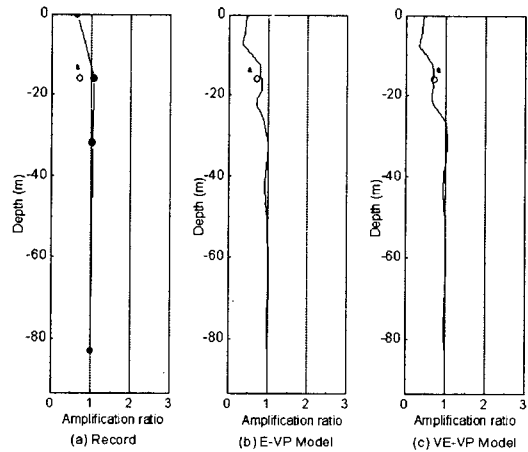 0
-20
-40
-60
-80
Depth (m)
0 1 2 3
Amplification ratio
(a) Record
0
-20
-40
-60
-80
Depth (m)
0 1 2 3
Amplification ratio
(b) E-VP Model
0
-20
-40
-60
-80
Depth (m)
0 1 2 3
Amplification ratio
(c) VE-VP Model